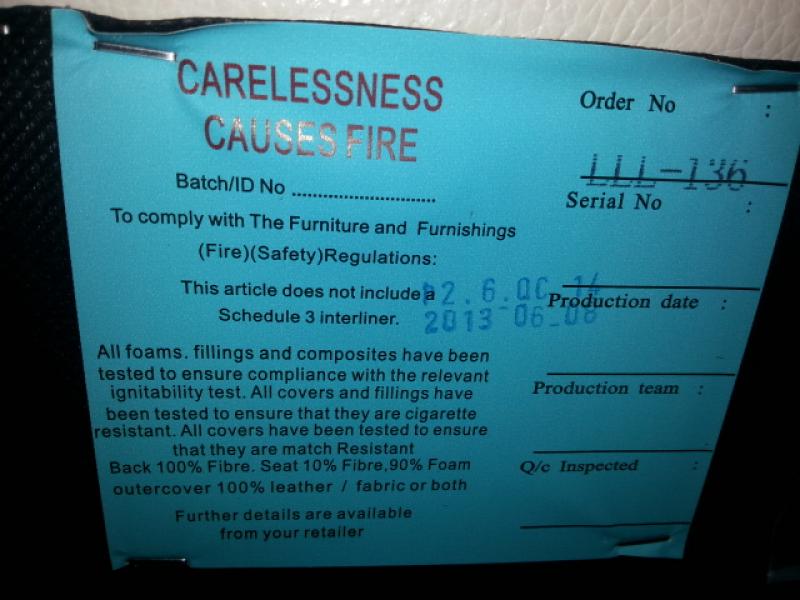 CARELESSNESS
CAUSES FIRE
Batch/ID No ................................
To comply with The Furniture and Furnishings
(Fire)(Safety)Regulations:
This article does not include a
Schedule 3 interliner.
All foams. fillings and composites have been
tested to ensure compliance with the relevant
ignitability test. All covers and fillings have
been tested to ensure that they are cigarette
resistant. All covers have been tested to ensure
that they are match Resistant
Back 100% Fibre. Seat 10% Fibre,90% Foam
outercover 100% leather / fabric or both
Further details are available
from your retailer
Order No :
LLL-136
Serial No :
2.6.QC 14
2013-06-08
Production date :
Production team :
Q/c Inspected :